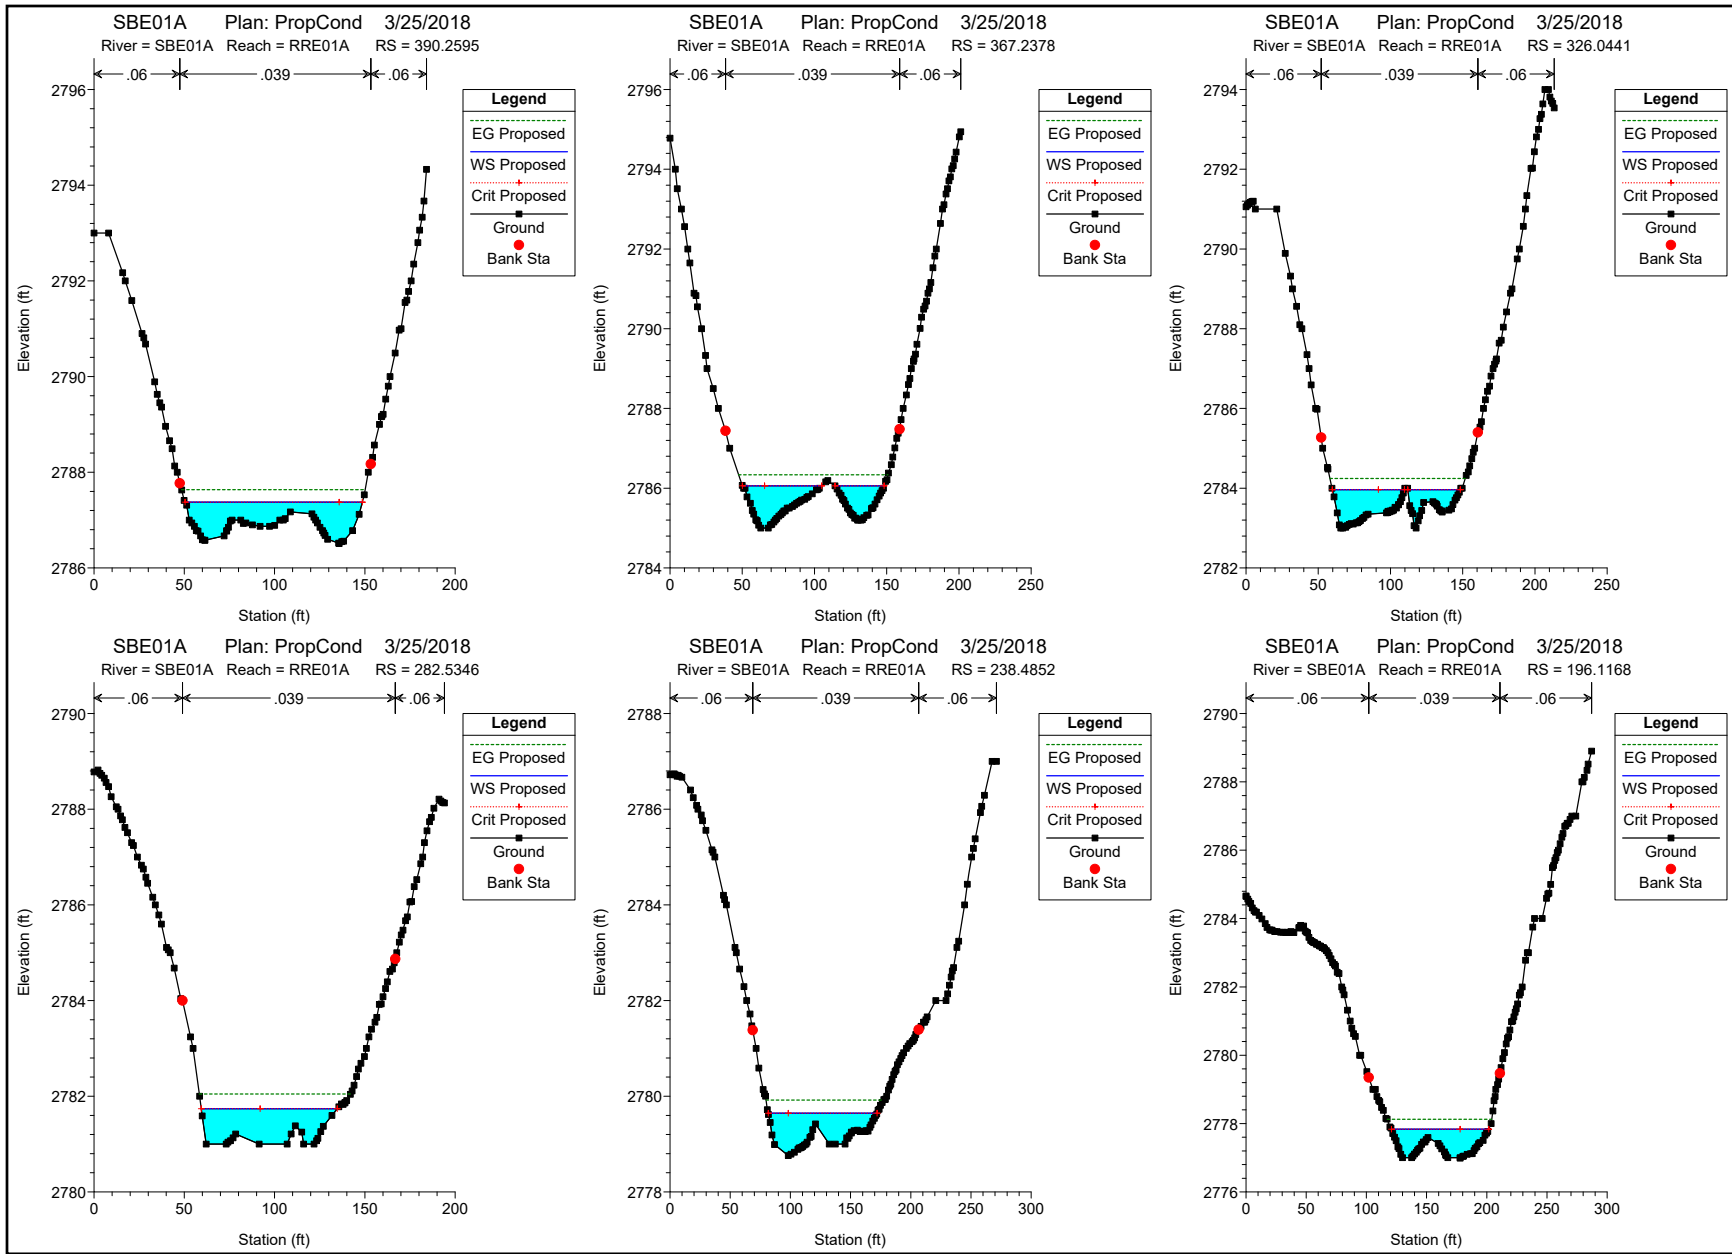 SBE01A Plan: PropCond 3/25/2018
River = SBE01A Reach = RRE01A RS = 390.2595
.06 .039 .06
Legend
EG Proposed
WS Proposed
Crit Proposed
Ground
Bank Sta
2796
2794
2792
2790
2788
2786
Elevation (ft)
0 50 100 150 200
Station (ft)
SBE01A Plan: PropCond 3/25/2018
River = SBE01A Reach = RRE01A RS = 367.2378
.06 .039 .06
Legend
EG Proposed
WS Proposed
Crit Proposed
Ground
Bank Sta
2796
2794
2792
2790
2788
2786
2784
Elevation (ft)
0 50 100 150 200 250
Station (ft)
SBE01A Plan: PropCond 3/25/2018
River = SBE01A Reach = RRE01A RS = 326.0441
.06 .039 .06
Legend
EG Proposed
WS Proposed
Crit Proposed
Ground
Bank Sta
2794
2792
2790
2788
2786
2784
2782
Elevation (ft)
0 50 100 150 200 250
Station (ft)
SBE01A Plan: PropCond 3/25/2018
River = SBE01A Reach = RRE01A RS = 282.5346
.06 .039 .06
Legend
EG Proposed
WS Proposed
Crit Proposed
Ground
Bank Sta
2790
2788
2786
2784
2782
2780
Elevation (ft)
0 50 100 150 200
Station (ft)
SBE01A Plan: PropCond 3/25/2018
River = SBE01A Reach = RRE01A RS = 238.4852
.06 .039 .06
Legend
EG Proposed
WS Proposed
Crit Proposed
Ground
Bank Sta
2788
2786
2784
2782
2780
2778
Elevation (ft)
0 50 100 150 200 250 300
Station (ft)
SBE01A Plan: PropCond 3/25/2018
River = SBE01A Reach = RRE01A RS = 196.1168
.06 .039 .06
Legend
EG Proposed
WS Proposed
Crit Proposed
Ground
Bank Sta
2790
2788
2786
2784
2782
2780
2778
2776
Elevation (ft)
0 50 100 150 200 250 300
Station (ft)